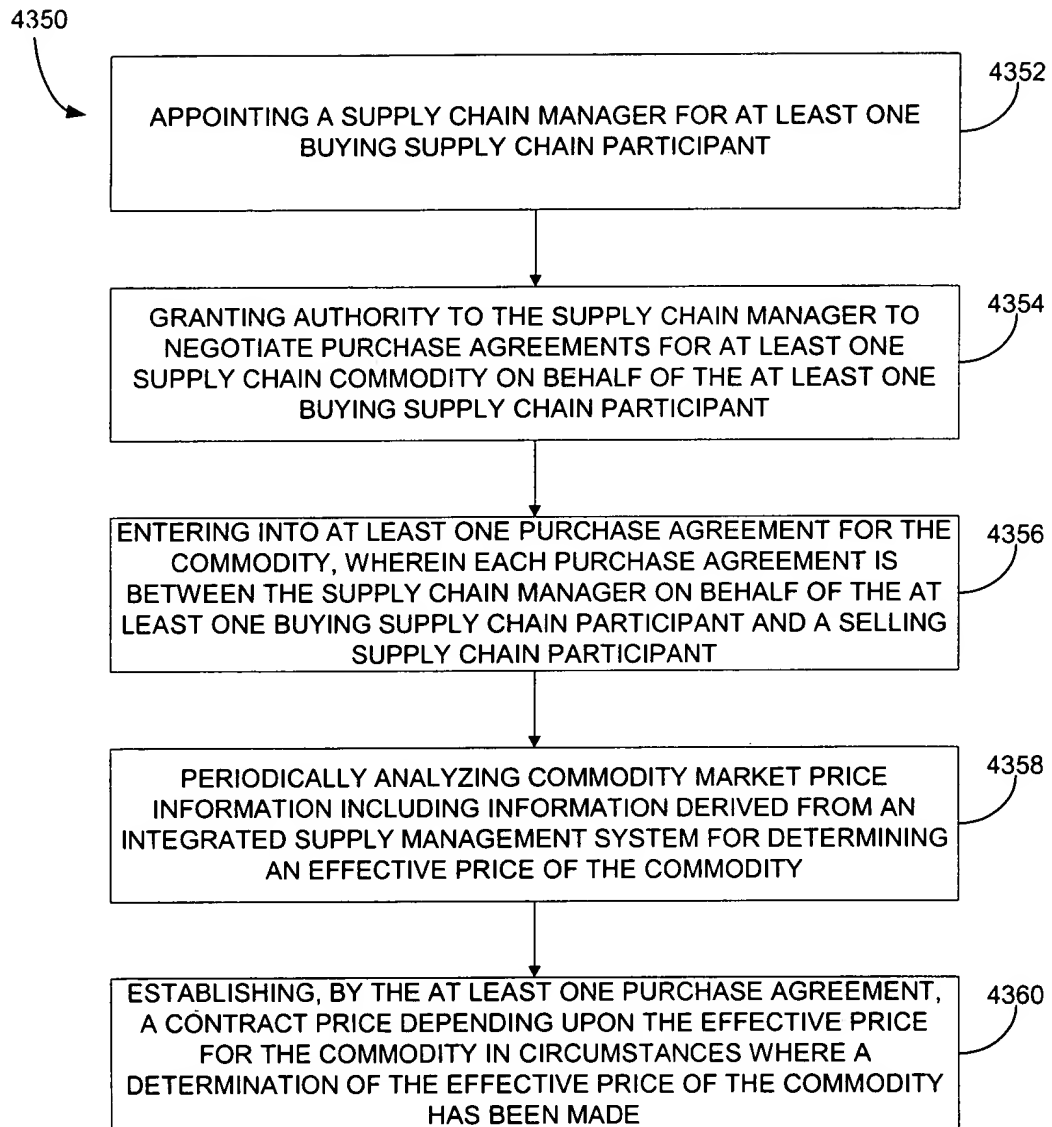 4350
4352
APPOINTING A SUPPLY CHAIN MANAGER FOR AT LEAST ONE
BUYING SUPPLY CHAIN PARTICIPANT
4354
GRANTING AUTHORITY TO THE SUPPLY CHAIN MANAGER TO
NEGOTIATE PURCHASE AGREEMENTS FOR AT LEAST ONE
SUPPLY CHAIN COMMODITY ON BEHALF OF THE AT LEAST ONE
BUYING SUPPLY CHAIN PARTICIPANT
4356
ENTERING INTO AT LEAST ONE PURCHASE AGREEMENT FOR THE
COMMODITY, WHEREIN EACH PURCHASE AGREEMENT IS
BETWEEN THE SUPPLY CHAIN MANAGER ON BEHALF OF THE AT
LEAST ONE BUYING SUPPLY CHAIN PARTICIPANT AND A SELLING
SUPPLY CHAIN PARTICIPANT
4358
PERIODICALLY ANALYZING COMMODITY MARKET PRICE
INFORMATION INCLUDING INFORMATION DERIVED FROM AN
INTEGRATED SUPPLY MANAGEMENT SYSTEM FOR DETERMINING
AN EFFECTIVE PRICE OF THE COMMODITY
4360
ESTABLISHING, BY THE AT LEAST ONE PURCHASE AGREEMENT,
A CONTRACT PRICE DEPENDING UPON THE EFFECTIVE PRICE
FOR THE COMMODITY IN CIRCUMSTANCES WHERE A
DETERMINATION OF THE EFFECTIVE PRICE OF THE COMMODITY
HAS BEEN MADE